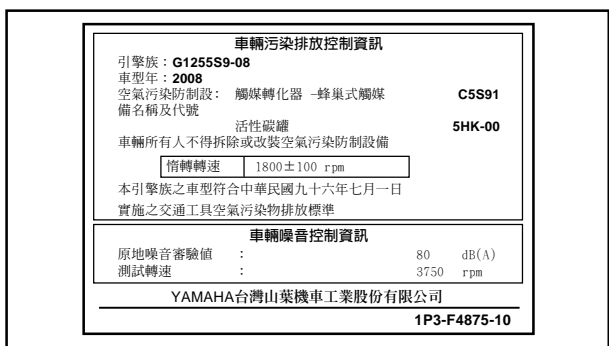 車輛污染排放控制資訊
引擎族：G1255S9-08
車型年：2008
空氣污染防制設： 觸媒轉化器 -蜂巢式觸媒 C5S91
備名稱及代號
活性碳罐 5HK-00
車輛所有人不得拆除或改裝空氣污染防制設備
惰轉轉速 1800±100 rpm
本引擎族之車型符合中華民國九十六年七月一日
實施之交通工具空氣污染物排放標準
車輛噪音控制資訊
原地噪音審驗值 ： 80 dB(A)
測試轉速 ： 3750 rpm
YAMAHA台灣山葉機車工業股份有限公司
1P3-F4875-10